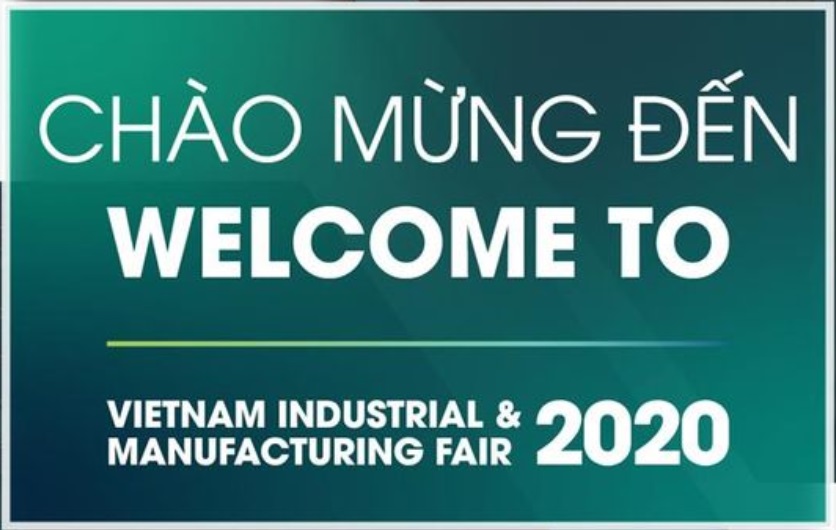 CHÀO MỪNG ĐẾN
WELCOME TO
VIETNAM INDUSTRIAL &
MANUFACTURING FAIR
2020